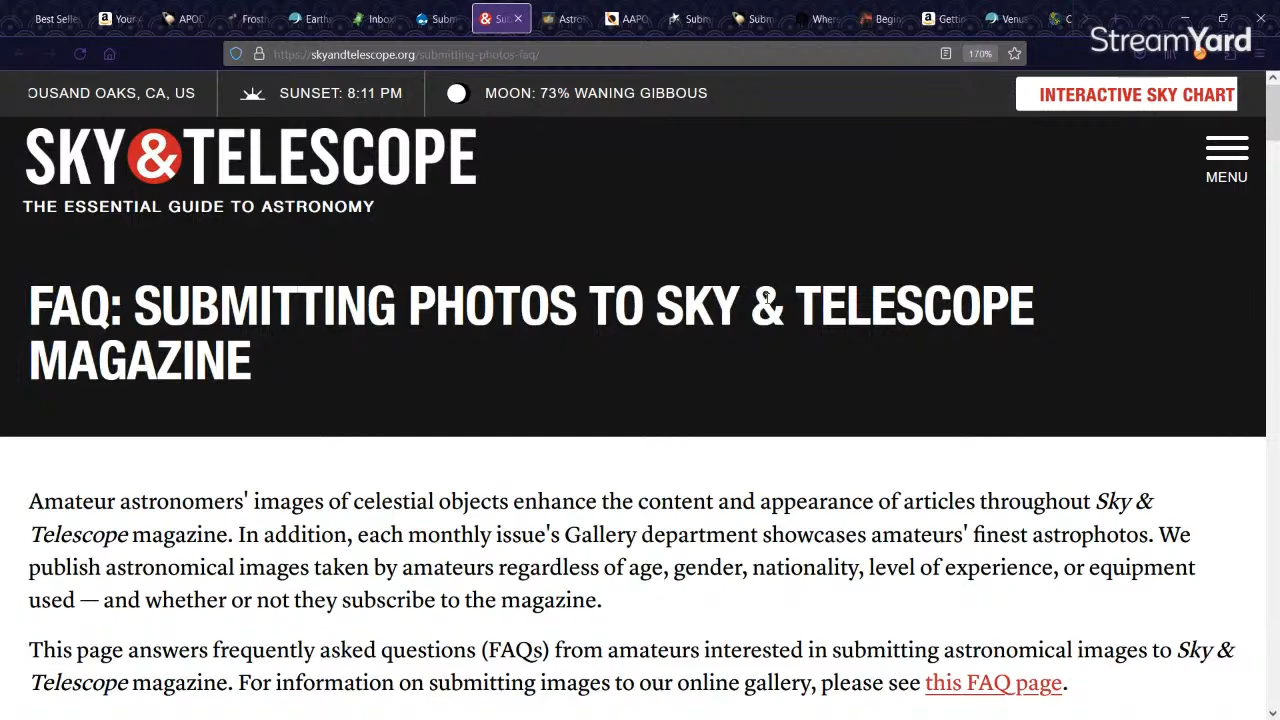 Best Selle
Your
APOD
Frost
Earths
Inbox
Subm
Su
Astro
AAPO
Subm
Subm
Where
Begin
Getti
Venus
C
StreamYard
https://skyandtelescope.org/submitting-photos-faq/
170%
OUSAND OAKS, CA, US
SUNSET: 8:11 PM
MOON: 73% WANING GIBBOUS
INTERACTIVE SKY CHART
SKY&TELESCOPE
THE ESSENTIAL GUIDE TO ASTRONOMY
MENU
FAQ: SUBMITTING PHOTOS TO SKY & TELESCOPE
MAGAZINE
Amateur astronomers' images of celestial objects enhance the content and appearance of articles throughout Sky &
Telescope magazine. In addition, each monthly issue's Gallery department showcases amateurs' finest astrophotos. We
publish astronomical images taken by amateurs regardless of age, gender, nationality, level of experience, or equipment
used — and whether or not they subscribe to the magazine.
This page answers frequently asked questions (FAQs) from amateurs interested in submitting astronomical images to Sky &
Telescope magazine. For information on submitting images to our online gallery, please see this FAQ page.